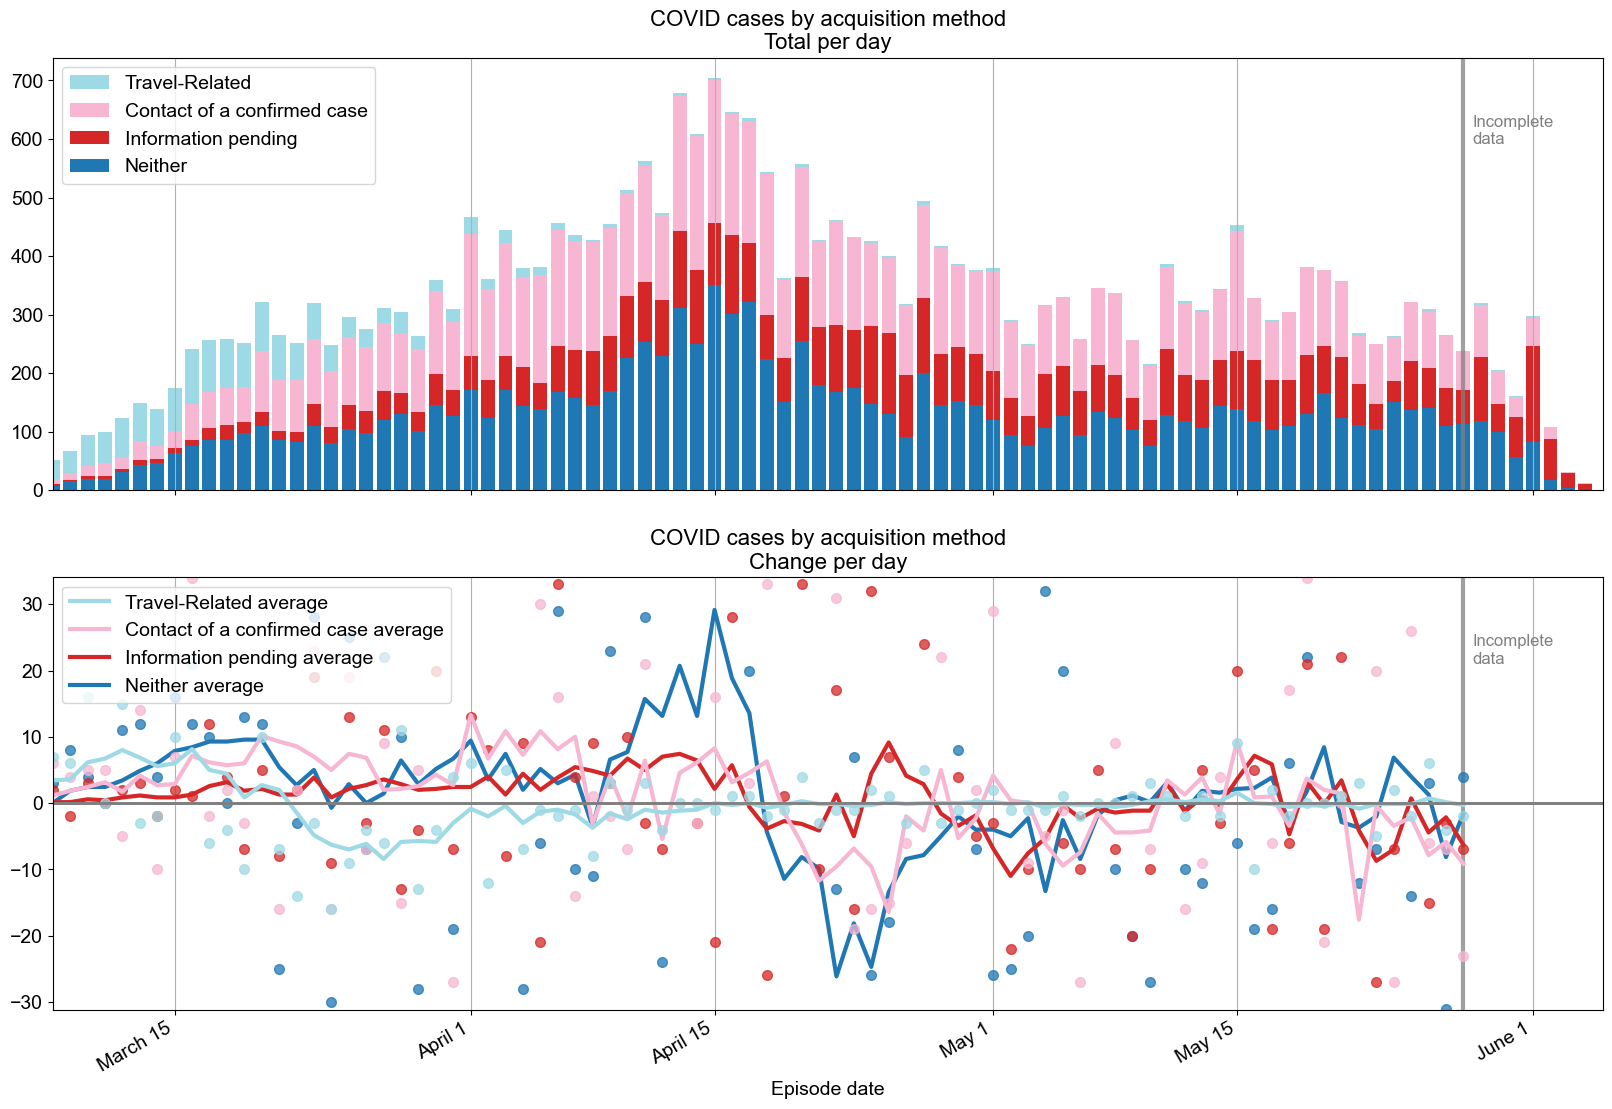 COVID cases by acquisition method
Total per day
700
600
500
400
300
200
100
0
Travel-Related
Contact of a confirmed case
Information pending
Neither
Incomplete
data
COVID cases by acquisition method
Change per day
30
20
10
0
−10
−20
−30
Travel-Related average
Contact of a confirmed case average
Information pending average
Neither average
Incomplete
data
March 15
April 1
April 15
May 1
May 15
June 1
Episode date